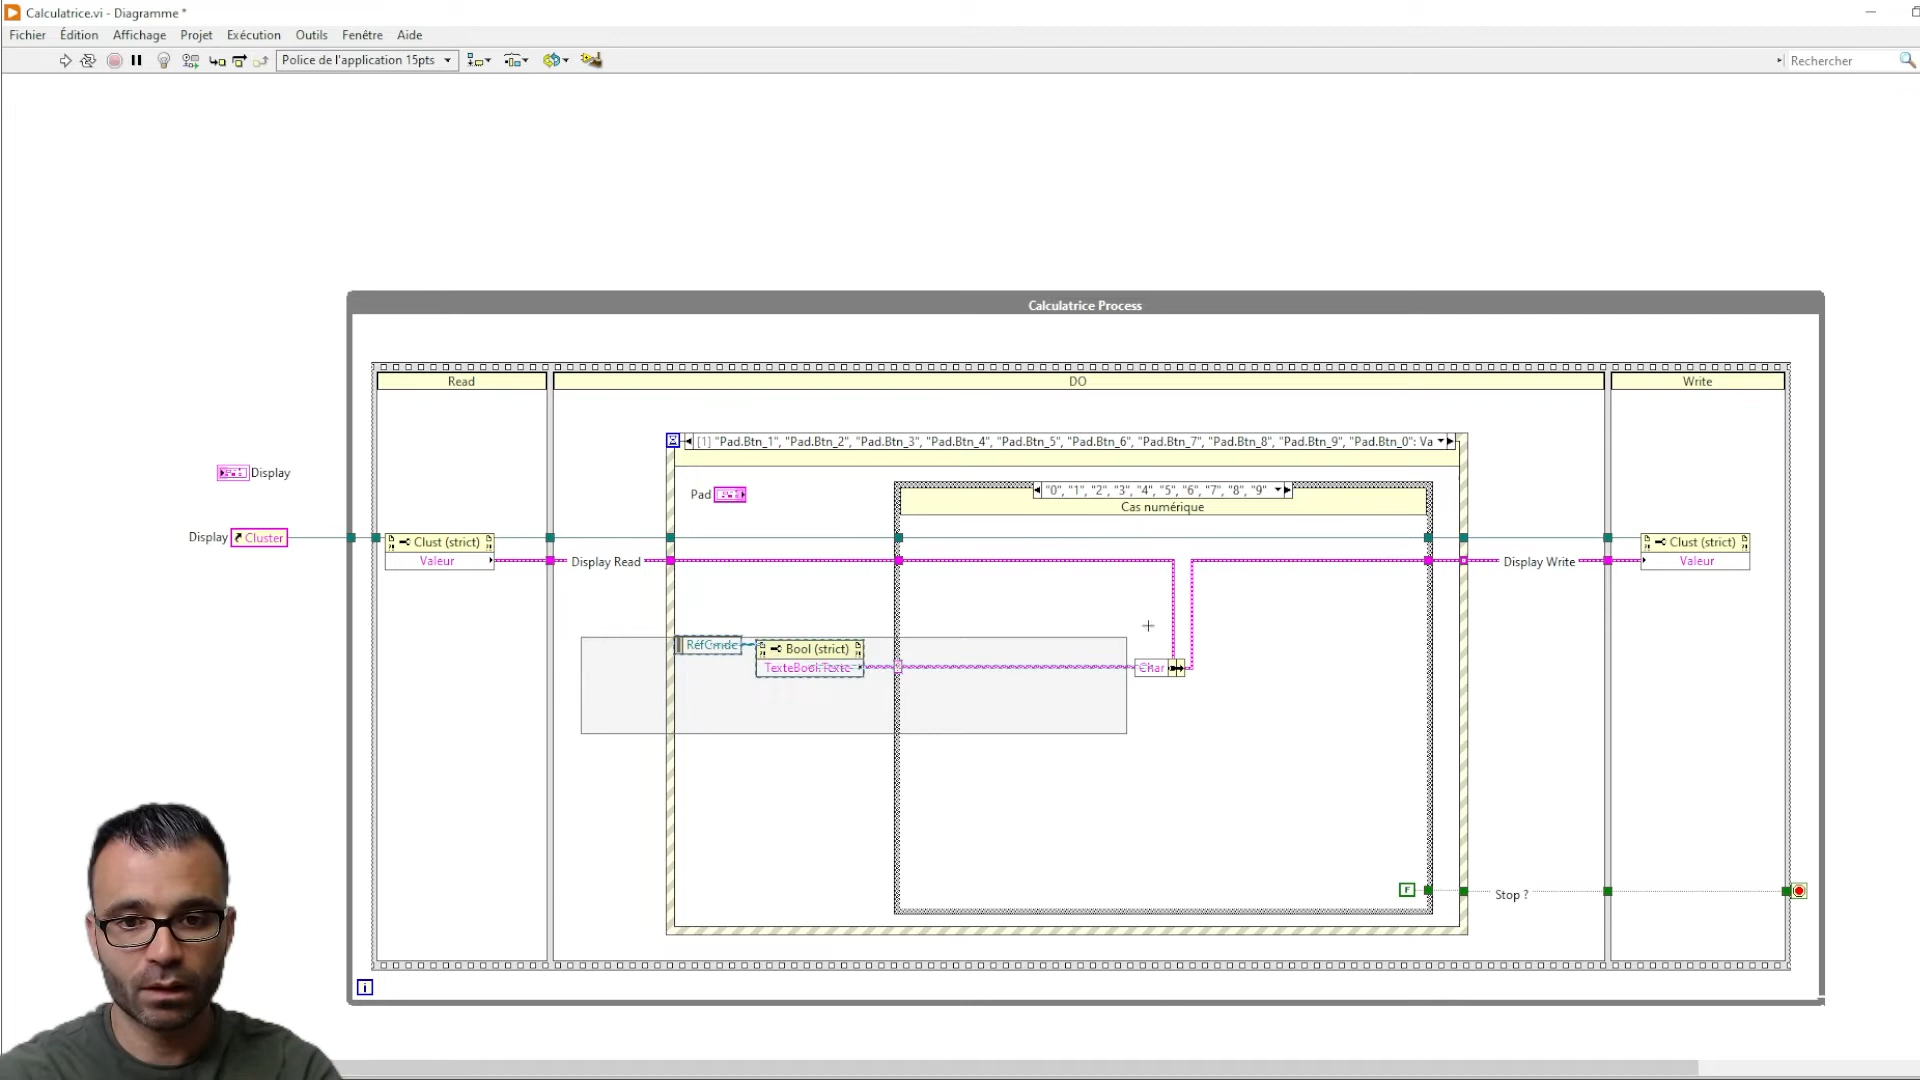 Calculatrice.vi - Diagramme *
Fichier Édition Affichage Projet Exécution Outils Fenêtre Aide
Police de l'application 15pts
Rechercher
Calculatrice Process
Read
DO
Write
[1] "Pad.Btn_1", "Pad.Btn_2", "Pad.Btn_3", "Pad.Btn_4", "Pad.Btn_5", "Pad.Btn_6", "Pad.Btn_7", "Pad.Btn_8", "Pad.Btn_9", "Pad.Btn_0": Va
Display
Pad
"0", "1", "2", "3", "4", "5", "6", "7", "8", "9"
Cas numérique
Display Cluster
Clust (strict)
Valeur
Display Read
Display Write
Clust (strict)
Valeur
RéfCmde
Bool (strict)
TexteBool.Texte
Char
F
Stop ?
i